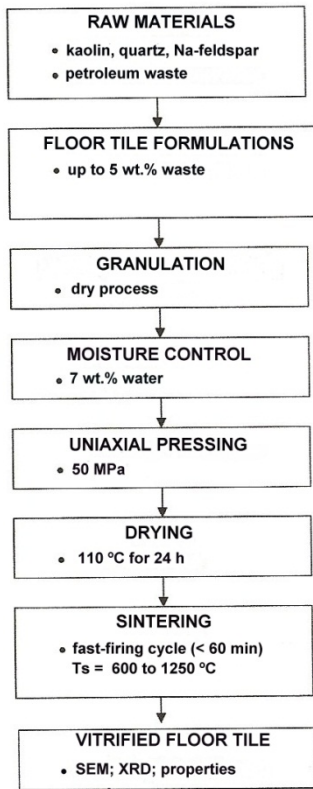 RAW MATERIALS
• kaolin, quartz, Na-feldspar
• petroleum waste
FLOOR TILE FORMULATIONS
• up to 5 wt.% waste
GRANULATION
• dry process
MOISTURE CONTROL
• 7 wt.% water
UNIAXIAL PRESSING
• 50 MPa
DRYING
• 110 ºC for 24 h
SINTERING
• fast-firing cycle (< 60 min)
Ts = 600 to 1250 ºC
VITRIFIED FLOOR TILE
• SEM; XRD; properties